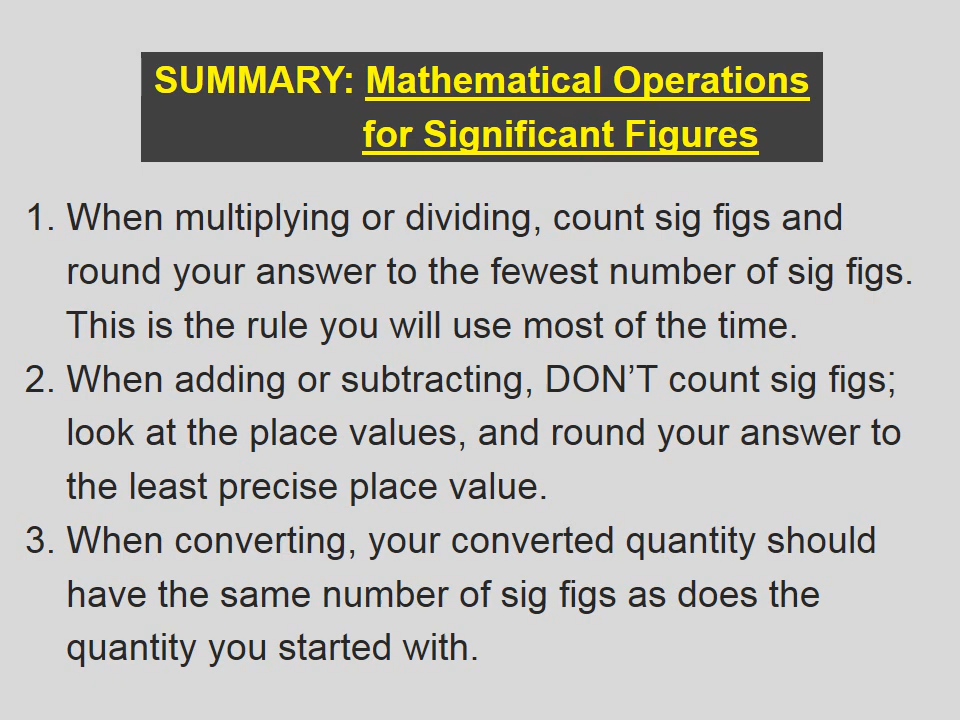 SUMMARY: Mathematical Operations
for Significant Figures
1. When multiplying or dividing, count sig figs and
round your answer to the fewest number of sig figs.
This is the rule you will use most of the time.
2. When adding or subtracting, DON’T count sig figs;
look at the place values, and round your answer to
the least precise place value.
3. When converting, your converted quantity should
have the same number of sig figs as does the
quantity you started with.